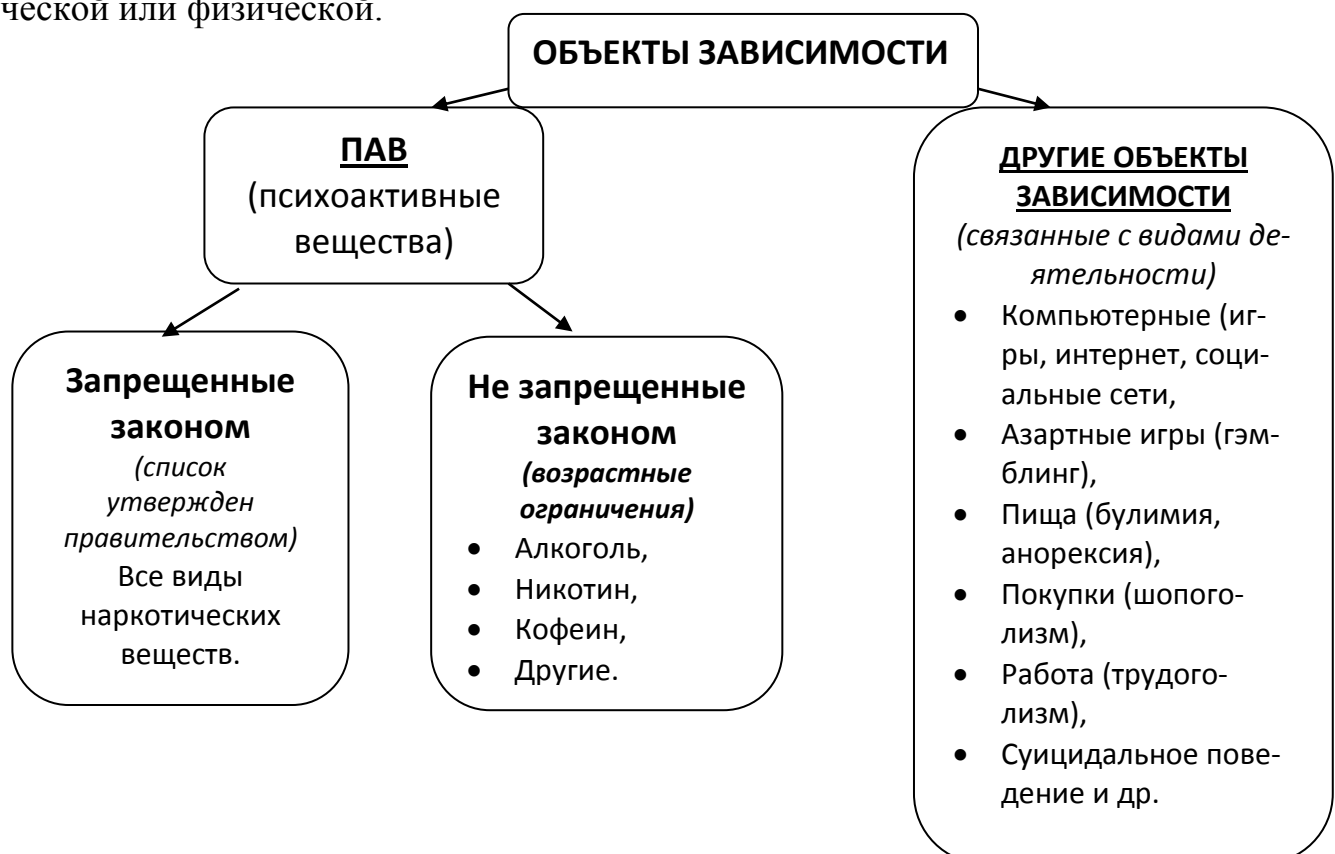 ческой или физической.
ОБЪЕКТЫ ЗАВИСИМОСТИ
ПАВ
(психоактивные
вещества)
Запрещенные
законом
(список
утвержден
правительством)
Все виды
наркотических
веществ.
Не запрещенные
законом
(возрастные
ограничения)
• Алкоголь,
• Никотин,
• Кофеин,
• Другие.
ДРУГИЕ ОБЪЕКТЫ
ЗАВИСИМОСТИ
(связанные с видами де-
ятельности)
• Компьютерные (иг-
ры, интернет, соци-
альные сети,
• Азартные игры (гэм-
блинг),
• Пища (булимия,
анорексия),
• Покупки (шопого-
лизм),
• Работа (трудого-
лизм),
• Суицидальное пове-
дение и др.